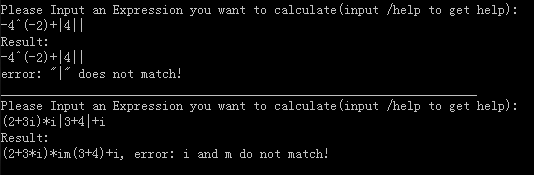 Please Input an Expression you want to calculate(input /help to get help):
-4^(-2)+|4||
Result:
-4^(-2)+|4||
error: "|" does not match!
Please Input an Expression you want to calculate(input /help to get help):
(2+3i)*i|3+4|+i
Result:
(2+3*i)*im(3+4)+i, error: i and m do not match!